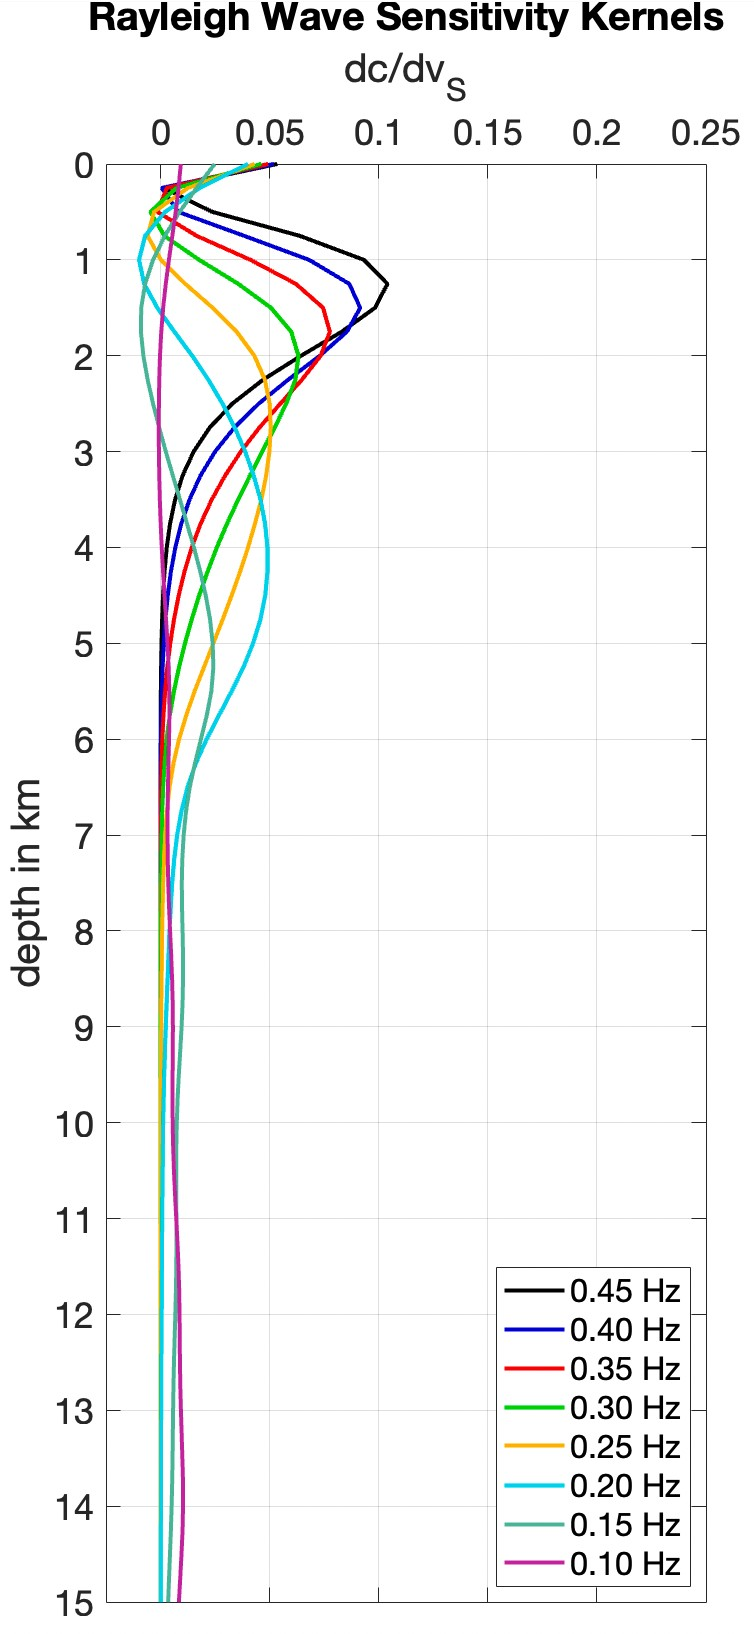 Rayleigh Wave Sensitivity Kernels
dc/dv_S
0 0.05 0.1 0.15 0.2 0.25
0
1
2
3
4
5
6
7
8
9
10
11
12
13
14
15
depth in km
0.45 Hz
0.40 Hz
0.35 Hz
0.30 Hz
0.25 Hz
0.20 Hz
0.15 Hz
0.10 Hz